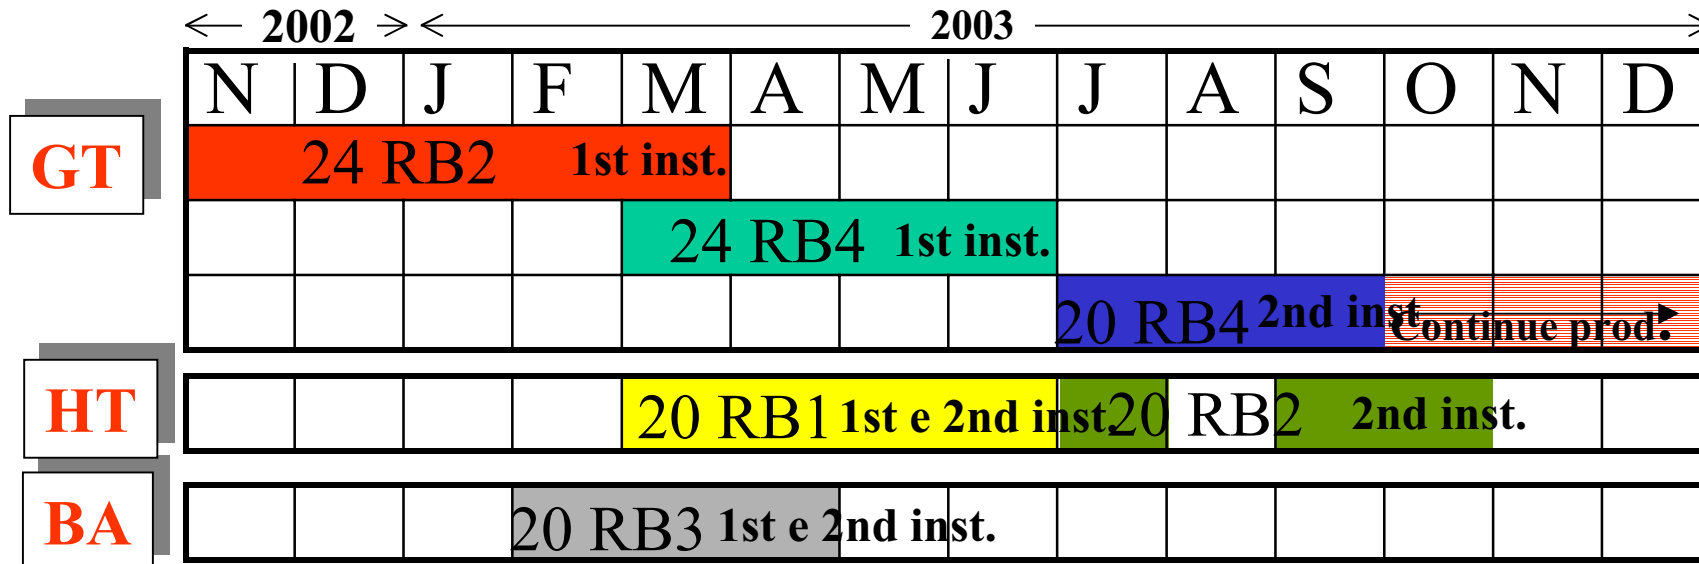 2002 2003
N D J F M A M J J A S O N D
GT
24 RB2 1st inst.
24 RB4 1st inst.
20 RB4 2nd inst. Continue prod.
HT
20 RB1 1st e 2nd inst. 20 RB2 2nd inst.
BA
20 RB3 1st e 2nd inst.